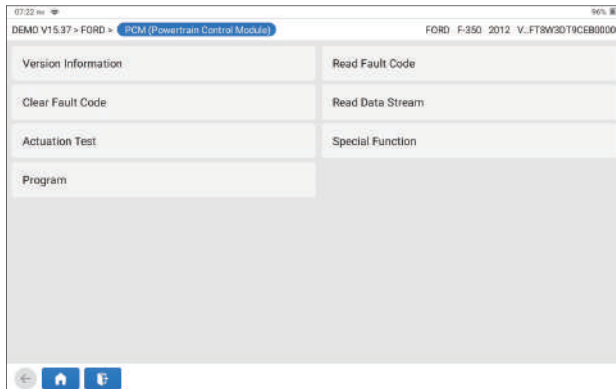 07:22 PM 96%
DEMO V15.37 > FORD > PCM (Powertrain Control Module) FORD F-350 2012 V...FT8W3DT9CEB0000
Version Information Read Fault Code
Clear Fault Code Read Data Stream
Actuation Test Special Function
Program